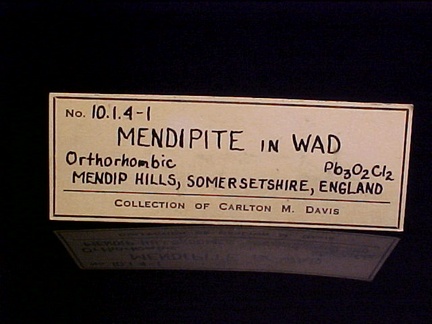 No. 10.1.4-1
MENDIPITE IN WAD
Orthorhombic Pb3O2Cl2
MENDIP HILLS, SOMERSETSHIRE, ENGLAND
COLLECTION OF CARLTON M. DAVIS